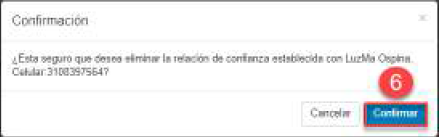 Confirmación ×
¿Esta seguro que desea eliminar la relación de confianza establecida con LuzMa Ospina.
Celular 3108397564?
6
Cancelar Confirmar